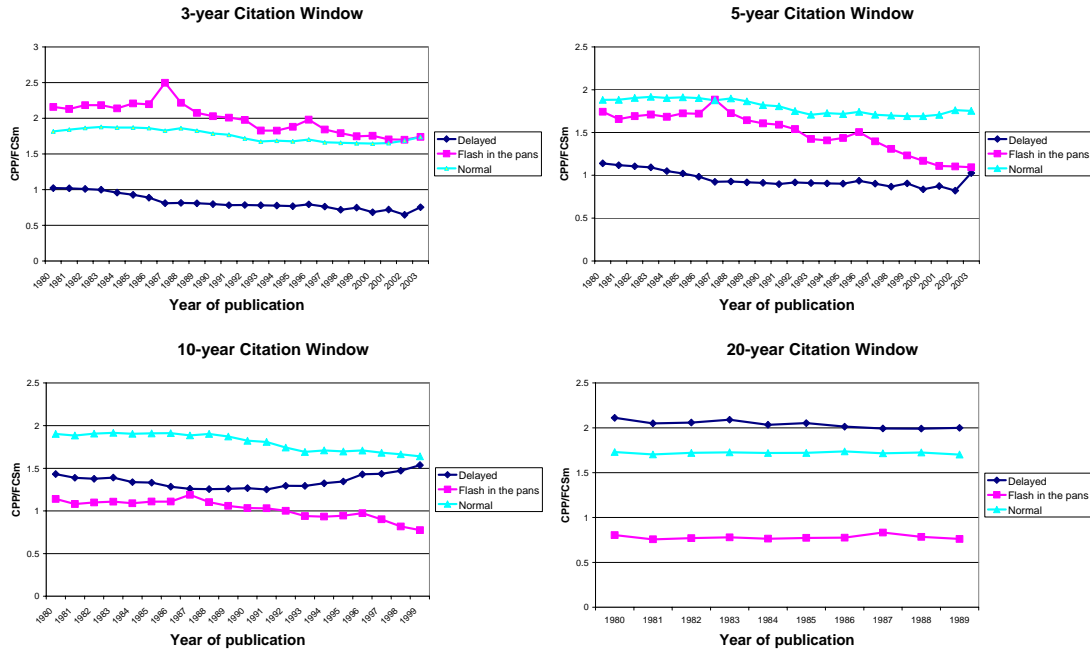 3-year Citation Window
3
2.5
2
1.5
1
0.5
0
CPP/FCSm
1980 1981 1982 1983 1984 1985 1986 1987 1988 1989 1990 1991 1992 1993 1994 1995 1996 1997 1998 1999 2000 2001 2002 2003
Year of publication
Delayed
Flash in the pans
Normal
5-year Citation Window
2.5
2
1.5
1
0.5
0
CPP/FCSm
1980 1981 1982 1983 1984 1985 1986 1987 1988 1989 1990 1991 1992 1993 1994 1995 1996 1997 1998 1999 2000 2001 2002 2003
Year of publication
Delayed
Flash in the pans
Normal
10-year Citation Window
2.5
2
1.5
1
0.5
0
CPP/FCSm
1980 1981 1982 1983 1984 1985 1986 1987 1988 1989 1990 1991 1992 1993 1994 1995 1996 1997 1998 1999
Year of publication
Delayed
Flash in the pans
Normal
20-year Citation Window
2.5
2
1.5
1
0.5
0
CPP/FCSm
1980 1981 1982 1983 1984 1985 1986 1987 1988 1989
Year of publication
Delayed
Flash in the pans
Normal